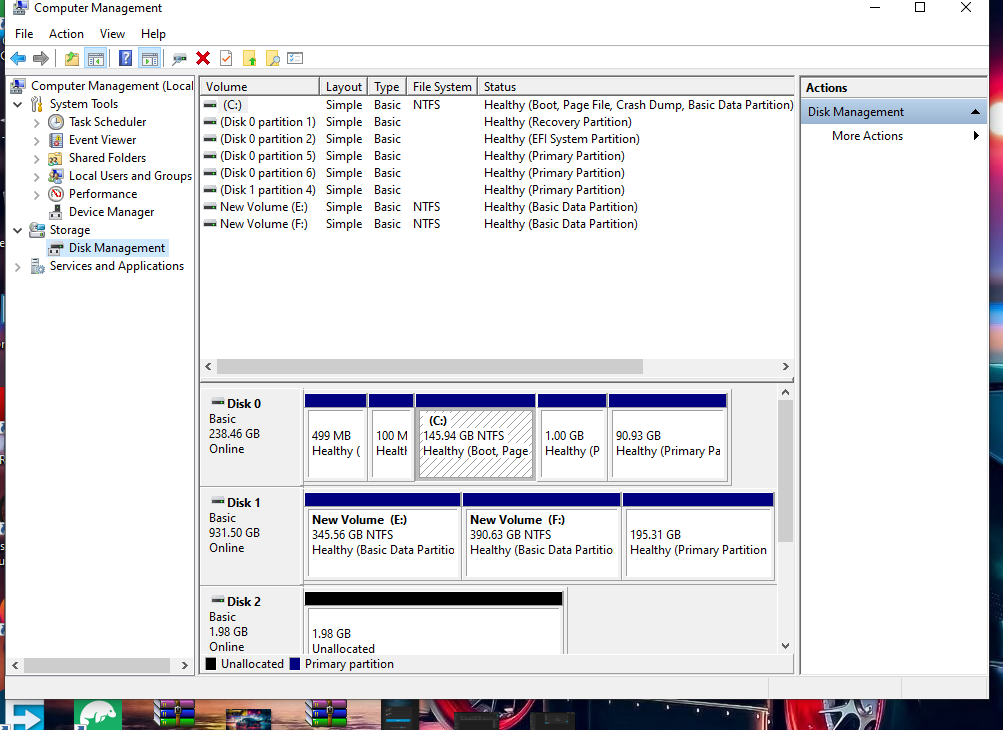 Computer Management
File Action View Help
Computer Management (Local
System Tools
Task Scheduler
Event Viewer
Shared Folders
Local Users and Groups
Performance
Device Manager
Storage
Disk Management
Services and Applications
Volume Layout Type File System Status
(C:) Simple Basic NTFS Healthy (Boot, Page File, Crash Dump, Basic Data Partition)
(Disk 0 partition 1) Simple Basic Healthy (Recovery Partition)
(Disk 0 partition 2) Simple Basic Healthy (EFI System Partition)
(Disk 0 partition 5) Simple Basic Healthy (Primary Partition)
(Disk 0 partition 6) Simple Basic Healthy (Primary Partition)
(Disk 1 partition 4) Simple Basic Healthy (Primary Partition)
New Volume (E:) Simple Basic NTFS Healthy (Basic Data Partition)
New Volume (F:) Simple Basic NTFS Healthy (Basic Data Partition)
Disk 0
Basic
238.46 GB
Online
499 MB
Healthy (
100 M
Healtl
(C:)
145.94 GB NTFS
Healthy (Boot, Page
1.00 GB
Healthy (P
90.93 GB
Healthy (Primary Pa
Disk 1
Basic
931.50 GB
Online
New Volume (E:)
345.56 GB NTFS
Healthy (Basic Data Partitio
New Volume (F:)
390.63 GB NTFS
Healthy (Basic Data Partitio
195.31 GB
Healthy (Primary Partition
Disk 2
Basic
1.98 GB
Online
1.98 GB
Unallocated
Unallocated Primary partition
Actions
Disk Management
More Actions